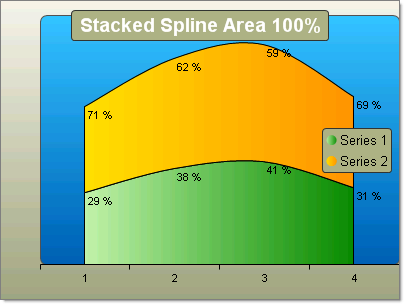 Stacked Spline Area 100%
59 %
62 %
69 %
71 %
Series 1
Series 2
41 %
38 %
31 %
29 %
1 2 3 4